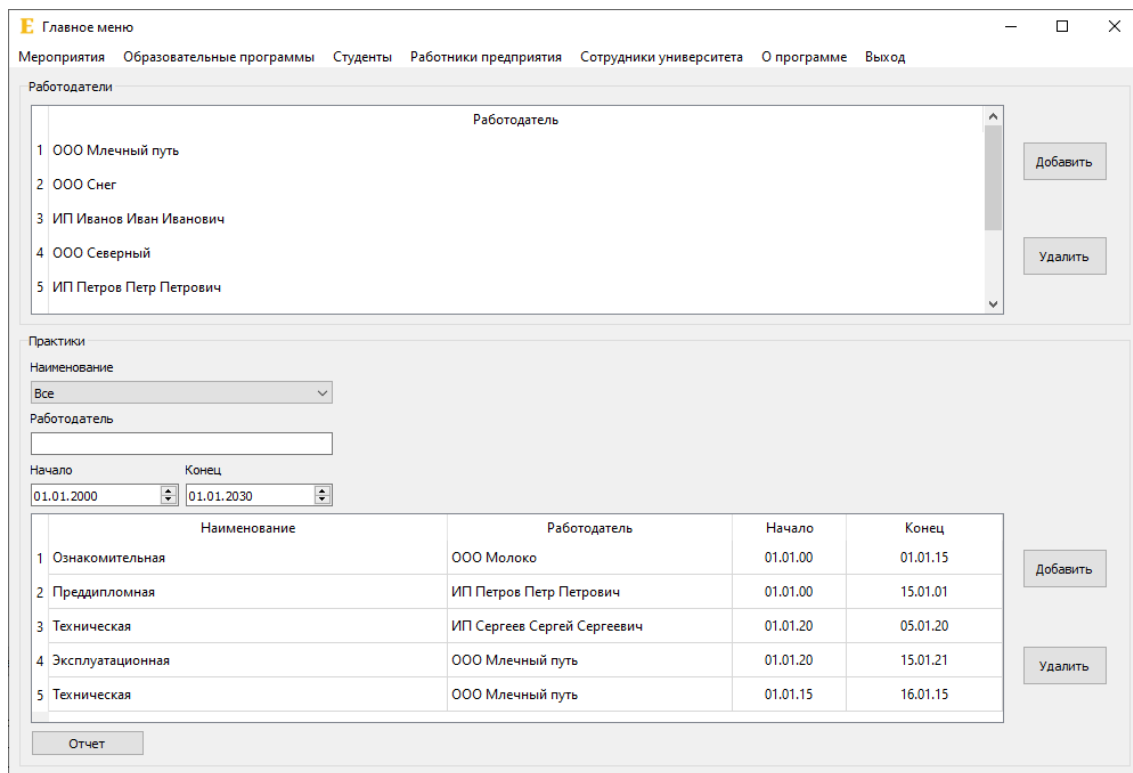 E Главное меню
Мероприятия Образовательные программы Студенты Работники предприятия Сотрудники университета О программе Выход
Работодатели
Работодатель
1 ООО Млечный путь
2 ООО Снег
3 ИП Иванов Иван Иванович
4 ООО Северный
5 ИП Петров Петр Петрович
Добавить
Удалить
Практики
Наименование
Все
Работодатель
Начало Конец
01.01.2000 01.01.2030
Наименование Работодатель Начало Конец
1 Ознакомительная ООО Молоко 01.01.00 01.01.15
2 Преддипломная ИП Петров Петр Петрович 01.01.00 15.01.01
3 Техническая ИП Сергеев Сергей Сергеевич 01.01.20 05.01.20
4 Эксплуатационная ООО Млечный путь 01.01.20 15.01.21
5 Техническая ООО Млечный путь 01.01.15 16.01.15
Добавить
Удалить
Отчет